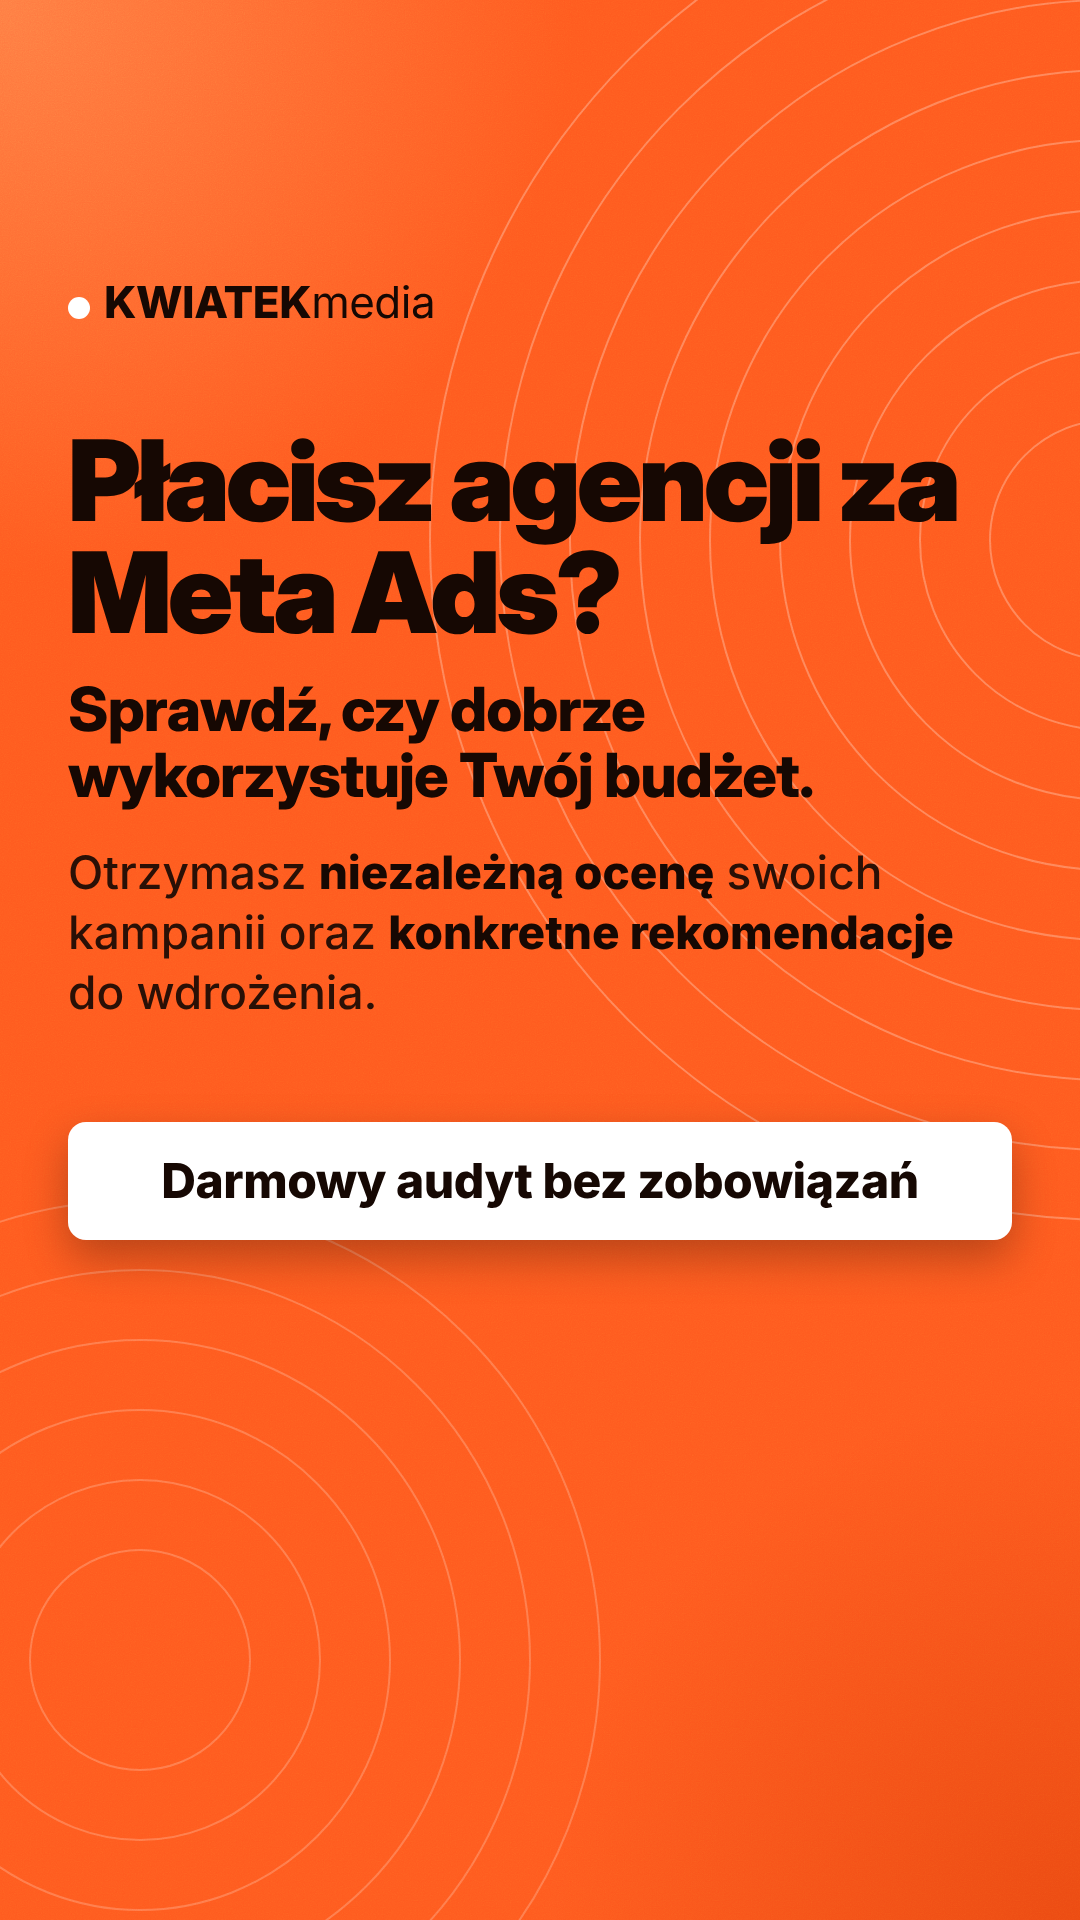 KWIATEKmedia
Płacisz agencji za
Meta Ads?
Sprawdź, czy dobrze
wykorzystuje Twój budżet.
Otrzymasz niezależną ocenę swoich
kampanii oraz konkretne rekomendacje
do wdrożenia.
Darmowy audyt bez zobowiązań